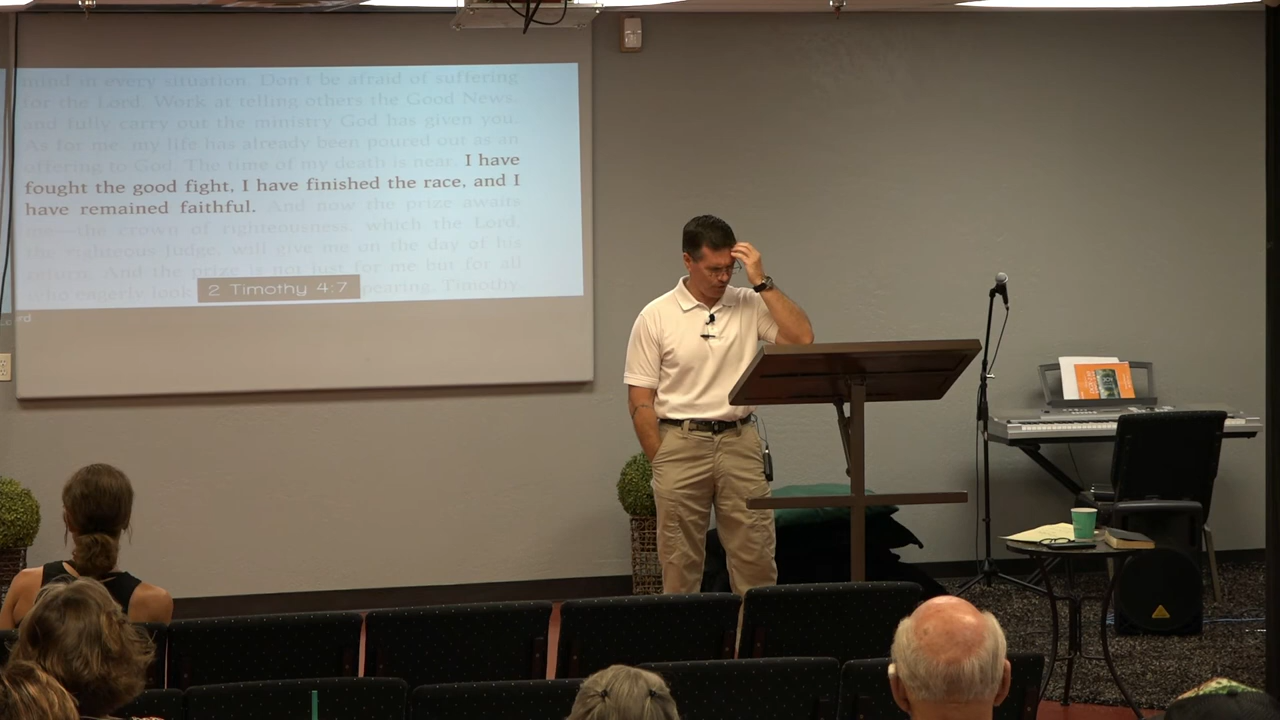 mind in every situation. Don't be afraid of suffering
for the Lord. Work at telling others the Good News,
and fully carry out the ministry God has given you.
As for me, my life has already been poured out as an
offering to God. The time of my death is near. I have
fought the good fight, I have finished the race, and I
have remained faithful. And now the prize awaits
me—the crown of righteousness, which the Lord,
the righteous Judge, will give me on the day of his
return. And the prize is not just for me but for all
who eagerly look pearing. Timothy,
2 Timothy 4:7